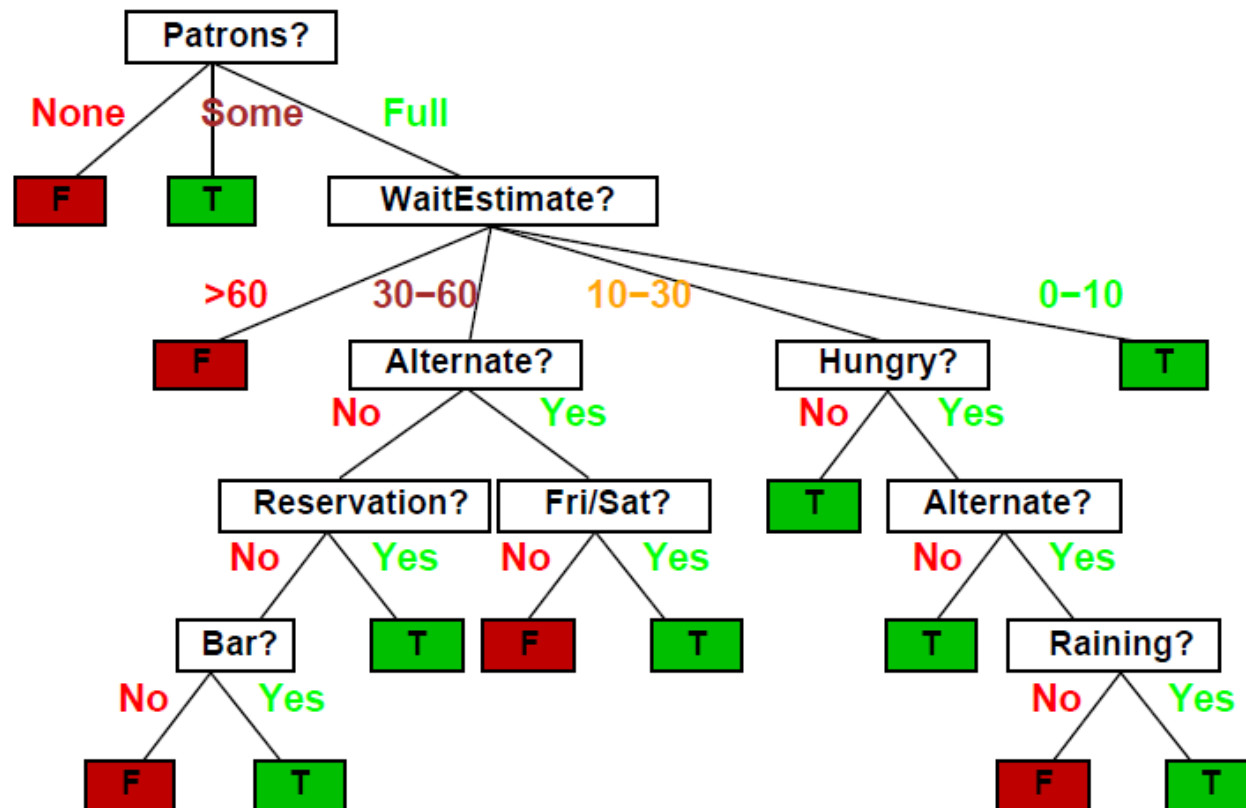 Patrons?
None Some Full
F T WaitEstimate?
>60 30–60 10–30 0–10
F Alternate? Hungry? T
No Yes No Yes
Reservation? Fri/Sat? T Alternate?
No Yes No Yes No Yes
Bar? T F T T Raining?
No Yes No Yes
F T F T